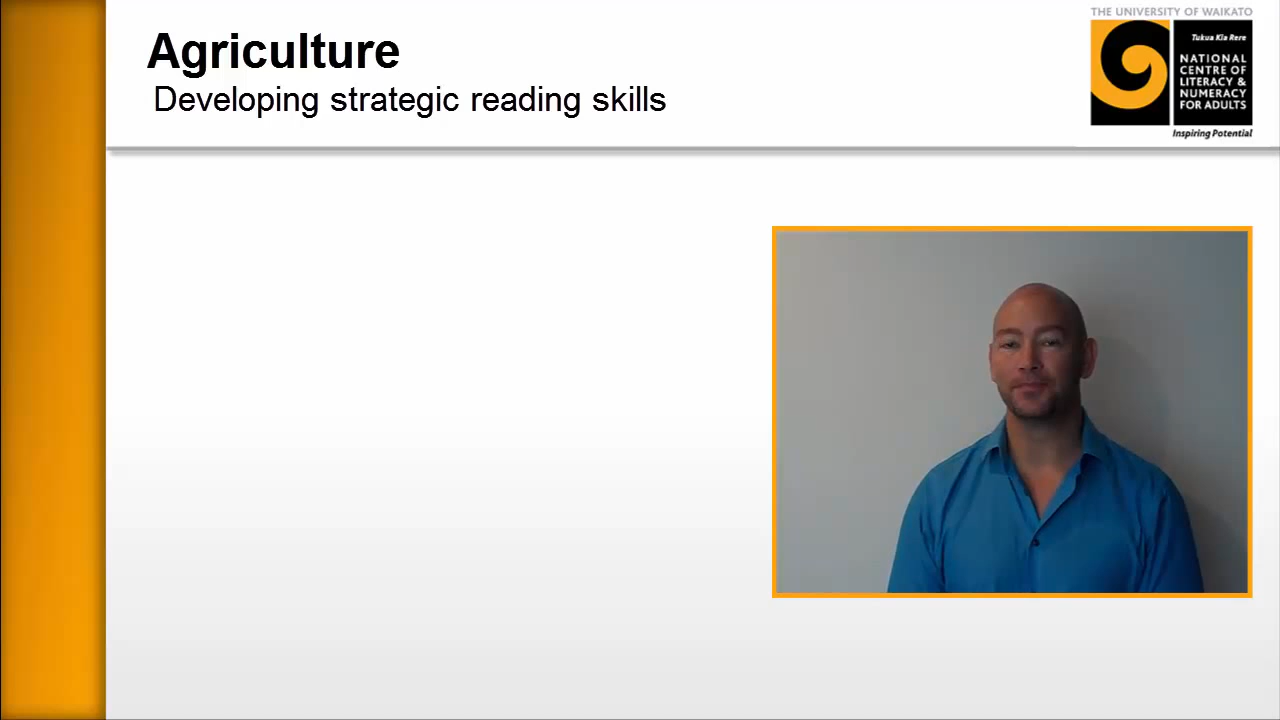 Agriculture
Developing strategic reading skills
THE UNIVERSITY OF WAIKATO
Tukua Kia Rere
NATIONAL
CENTRE OF
LITERACY &
NUMERACY
FOR ADULTS
Inspiring Potential